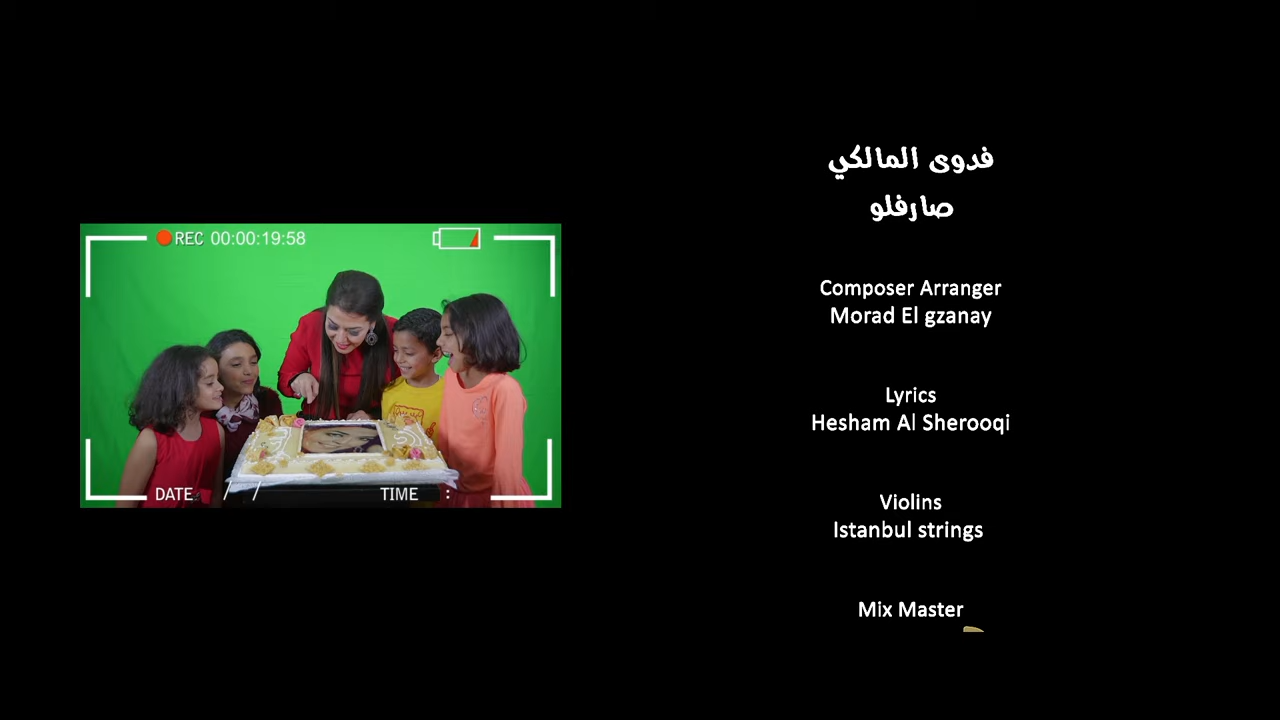 REC 00:00:19:58
DATE / /
TIME :
فدوى المالكي
صارفلو
Composer Arranger
Morad El gzanay
Lyrics
Hesham Al Sherooqi
Violins
Istanbul strings
Mix Master